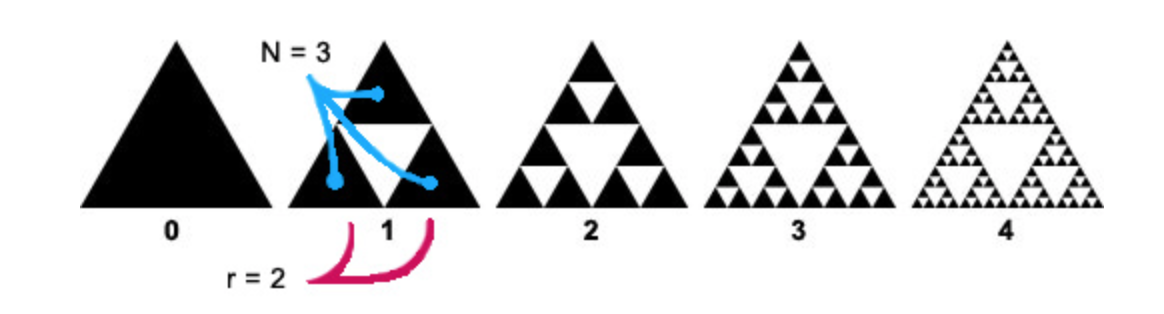 N = 3
0 1 2 3 4
r = 2